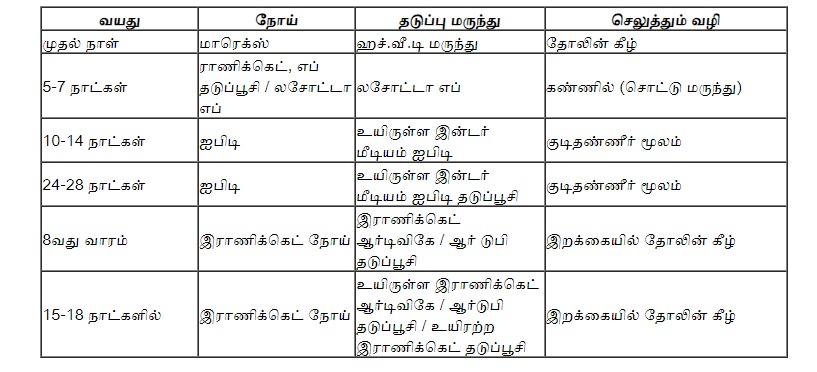 வயது நோய் தடுப்பு மருந்து செலுத்தும் வழி
முதல் நாள் மாரெக்ஸ் ஹச்.வீ.டி மருந்து தோலின் கீழ்
5-7 நாட்கள் ராணிக்கெட், எப்
தடுப்பூசி / லசோட்டா
எப் லசோட்டா எப் கண்ணில் (சொட்டு மருந்து)
10-14 நாட்கள் ஐபிடி உயிருள்ள இன்டர்
மீடியம் ஐபிடி குடிதண்ணீர் மூலம்
24-28 நாட்கள் ஐபிடி உயிருள்ள இன்டர்
மீடியம் ஐபிடி தடுப்பூசி குடிதண்ணீர் மூலம்
8வது வாரம் இராணிக்கெட் நோய் இராணிக்கெட்
ஆர்டிவிகே / ஆர் டுபி
தடுப்பூசி இறக்கையில் தோலின் கீழ்
15-18 நாட்களில் இராணிக்கெட் நோய் உயிருள்ள இராணிக்கெட்
ஆர்டிவிகே / ஆர்டுபி
தடுப்பூசி / உயிரற்ற
இராணிக்கெட் தடுப்பூசி இறக்கையில் தோலின் கீழ்